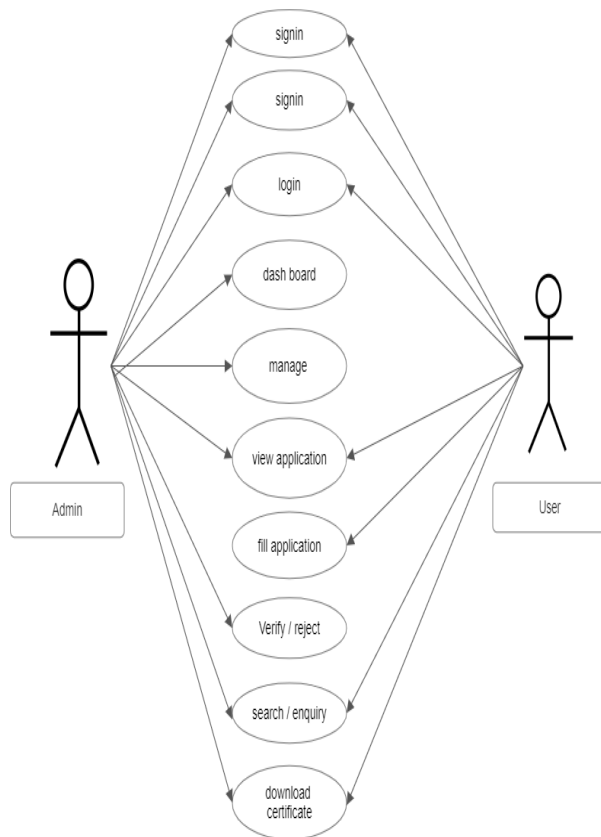 signin
signin
login
dash board
manage
view application
Admin
User
fill application
Verify / reject
search / enquiry
download
certificate